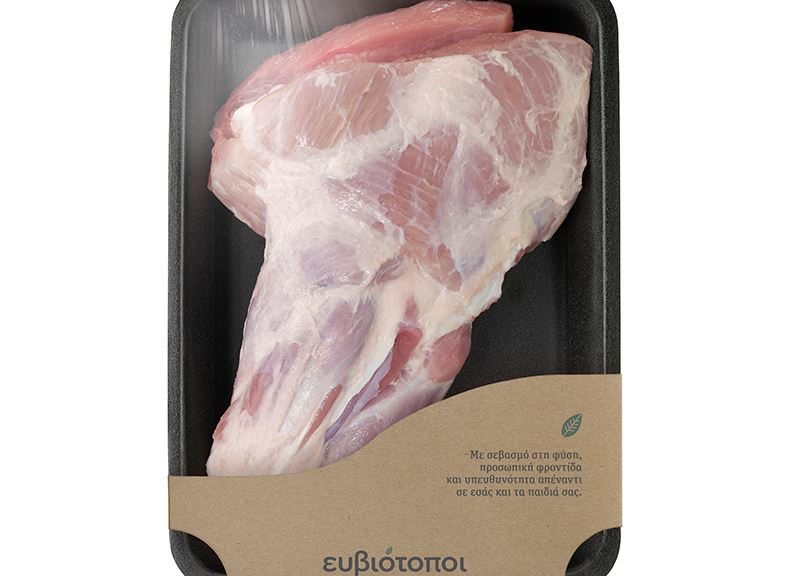 Με σεβασμό στη φύση,
προσωπική φροντίδα
και υπευθυνότητα απέναντι
σε εσάς και τα παιδιά σας.
ευβιότοποι